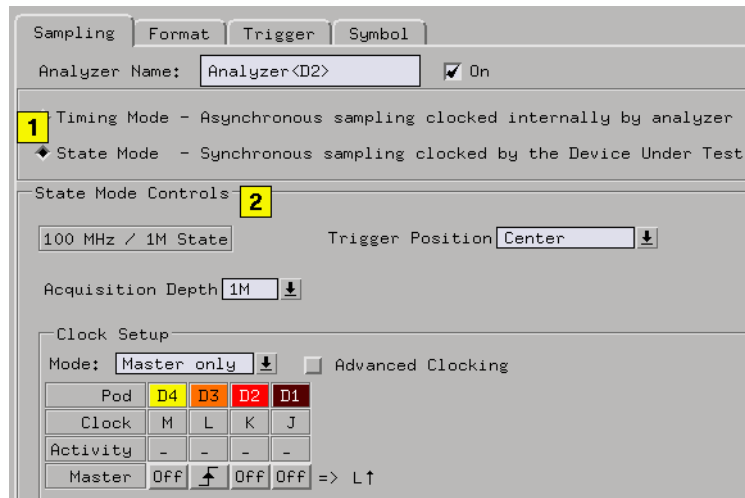 Sampling Format Trigger Symbol
Analyzer Name: Analyzer<D2> On
1
Timing Mode - Asynchronous sampling clocked internally by analyzer
State Mode - Synchronous sampling clocked by the Device Under Test
State Mode Controls 2
100 MHz / 1M State Trigger Position Center
Acquisition Depth 1M
Clock Setup
Mode: Master only Advanced Clocking
Pod D4 D3 D2 D1
Clock M L K J
Activity - - - -
Master Off Off Off => L↑